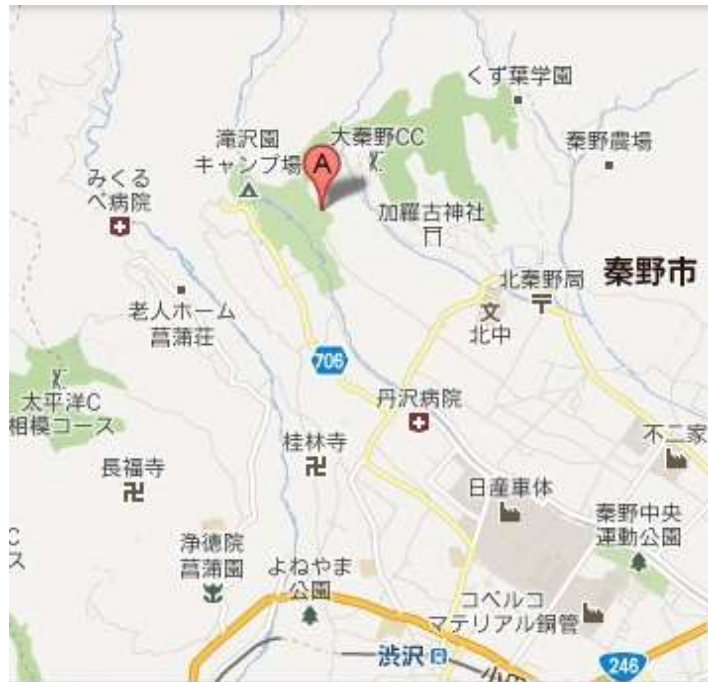 くず葉学園
滝沢園
キャンプ場
大秦野CC
秦野農場
A
みくる
べ病院
加羅古神社
北秦野局
秦野市
文
北中
老人ホーム
菖蒲荘
706
太平洋C
相模コース
丹沢病院
桂林寺
不二家
長福寺
日産車体
秦野中央
運動公園
C
ス
浄徳院
菖蒲園
よねやま
公園
コベルコ
マテリアル銅管
渋沢
小田
246